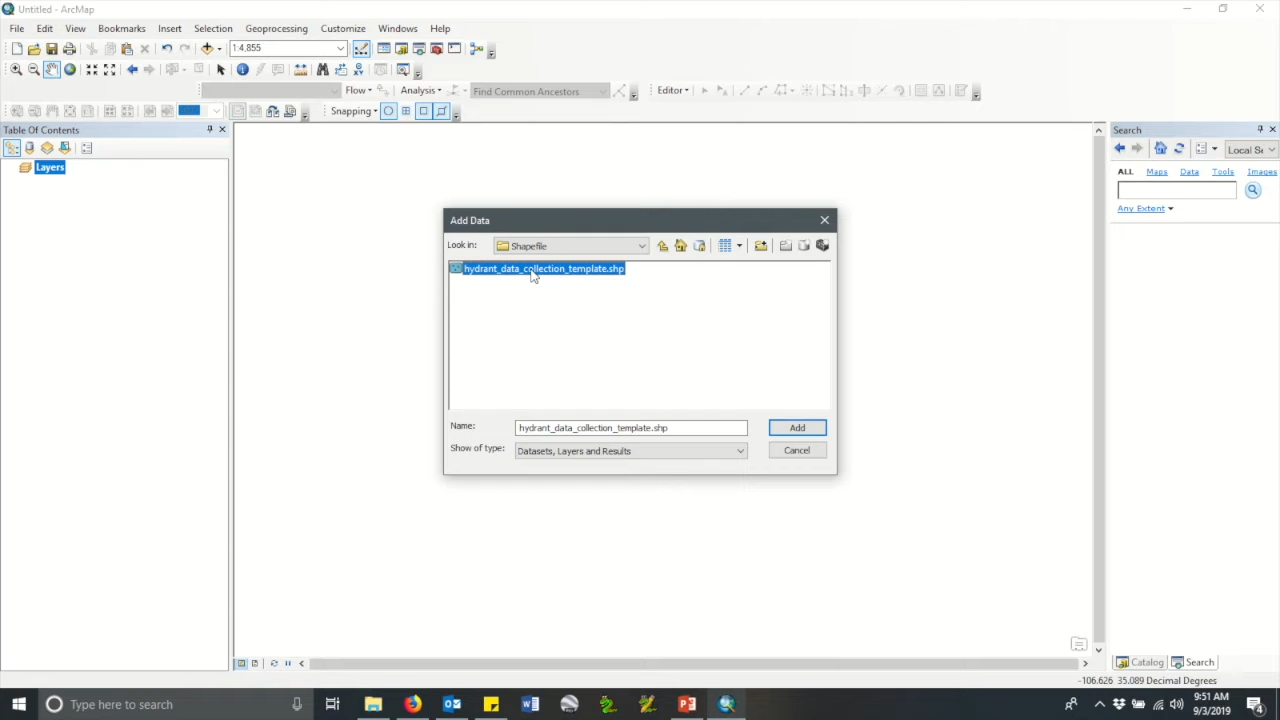 Untitled - ArcMap
File Edit View Bookmarks Insert Selection Geoprocessing Customize Windows Help
1:4,855
Flow Analysis Find Common Ancestors Editor
Snapping
Table Of Contents
Layers
Search
Local Se
ALL Maps Data Tools Images
Any Extent
Add Data
Look in: Shapefile
hydrant_data_collection_template.shp
Name: hydrant_data_collection_template.shp Add
Show of type: Datasets, Layers and Results Cancel
Catalog Search
-106.626 35.089 Decimal Degrees
Type here to search
9:51 AM
9/3/2019
4